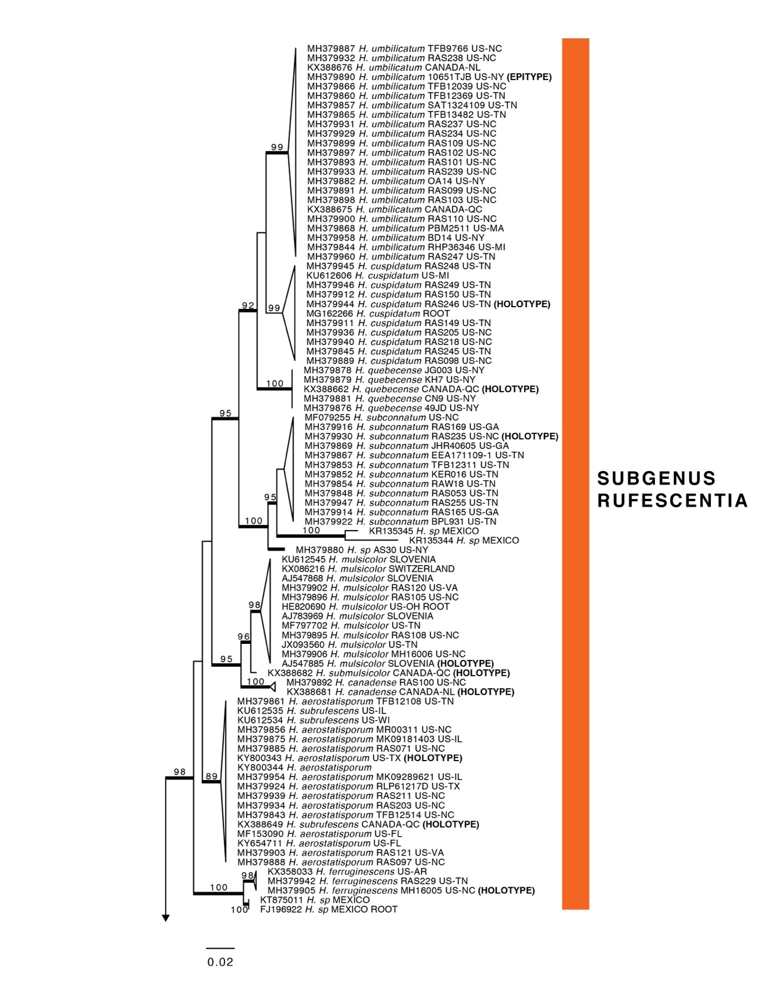 MH379887 H. umbilicatum TFB9766 US-NC
MH379932 H. umbilicatum RAS238 US-NC
KX388676 H. umbilicatum CANADA-NL
MH379890 H. umbilicatum 10651TJB US-NY (EPITYPE)
MH379866 H. umbilicatum TFB12039 US-NC
MH379860 H. umbilicatum TFB12369 US-TN
MH379857 H. umbilicatum SAT1324109 US-TN
MH379865 H. umbilicatum TFB13482 US-TN
MH379931 H. umbilicatum RAS237 US-NC
MH379929 H. umbilicatum RAS234 US-NC
MH379899 H. umbilicatum RAS109 US-NC
99
MH379897 H. umbilicatum RAS102 US-NC
MH379893 H. umbilicatum RAS101 US-NC
MH379933 H. umbilicatum RAS239 US-NC
MH379882 H. umbilicatum OA14 US-NY
MH379891 H. umbilicatum RAS099 US-NC
MH379898 H. umbilicatum RAS103 US-NC
KX388675 H. umbilicatum CANADA-QC
MH379900 H. umbilicatum RAS110 US-NC
MH379868 H. umbilicatum PBM2511 US-MA
MH379958 H. umbilicatum BD14 US-NY
MH379844 H. umbilicatum RHP36346 US-MI
MH379960 H. umbilicatum RAS247 US-TN
MH379945 H. cuspidatum RAS248 US-TN
KU612606 H. cuspidatum US-MI
MH379946 H. cuspidatum RAS249 US-TN
MH379912 H. cuspidatum RAS150 US-TN
MH379944 H. cuspidatum RAS246 US-TN (HOLOTYPE)
92
99
MG162266 H. cuspidatum ROOT
MH379911 H. cuspidatum RAS149 US-TN
MH379936 H. cuspidatum RAS205 US-NC
MH379940 H. cuspidatum RAS218 US-NC
MH379845 H. cuspidatum RAS245 US-TN
MH379889 H. cuspidatum RAS098 US-NC
MH379878 H. quebecense JG003 US-NY
MH379879 H. quebecense KH7 US-NY
100
KX388662 H. quebecense CANADA-QC (HOLOTYPE)
MH379881 H. quebecense CN9 US-NY
MH379876 H. quebecense 49JD US-NY
95
MF079255 H. subconnatum US-NC
MH379916 H. subconnatum RAS169 US-GA
MH379930 H. subconnatum RAS235 US-NC (HOLOTYPE)
MH379869 H. subconnatum JHR40605 US-GA
MH379867 H. subconnatum EEA171109-1 US-TN
MH379853 H. subconnatum TFB12311 US-TN
MH379852 H. subconnatum KER016 US-TN
MH379854 H. subconnatum RAW18 US-TN
MH379848 H. subconnatum RAS053 US-TN
95
MH379947 H. subconnatum RAS255 US-TN
MH379914 H. subconnatum RAS165 US-GA
100
MH379922 H. subconnatum BPL931 US-TN
100
KR135345 H. sp MEXICO
KR135344 H. sp MEXICO
MH379880 H. sp AS30 US-NY
KU612545 H. mulsicolor SLOVENIA
KX086216 H. mulsicolor SWITZERLAND
AJ547868 H. mulsicolor SLOVENIA
MH379902 H. mulsicolor RAS120 US-VA
MH379896 H. mulsicolor RAS105 US-NC
98
HE820690 H. mulsicolor US-OH ROOT
AJ783969 H. mulsicolor SLOVENIA
MF797702 H. mulsicolor US-TN
96
MH379895 H. mulsicolor RAS108 US-NC
JX093560 H. mulsicolor US-TN
MH379906 H. mulsicolor MH16006 US-NC
95
AJ547885 H. mulsicolor SLOVENIA (HOLOTYPE)
KX388682 H. submulsicolor CANADA-QC (HOLOTYPE)
100
MH379892 H. canadense RAS100 US-NC
KX388681 H. canadense CANADA-NL (HOLOTYPE)
MH379861 H. aerostatisporum TFB12108 US-TN
KU612535 H. subrufescens US-IL
KU612534 H. subrufescens US-WI
MH379856 H. aerostatisporum MR00311 US-NC
MH379875 H. aerostatisporum MK09181403 US-IL
MH379885 H. aerostatisporum RAS071 US-NC
KY800343 H. aerostatisporum US-TX (HOLOTYPE)
KY800344 H. aerostatisporum
98
89
MH379954 H. aerostatisporum MK09289621 US-IL
MH379924 H. aerostatisporum RLP61217D US-TX
MH379939 H. aerostatisporum RAS211 US-NC
MH379934 H. aerostatisporum RAS203 US-NC
MH379843 H. aerostatisporum TFB12514 US-NC
KX388649 H. subrufescens CANADA-QC (HOLOTYPE)
MF153090 H. aerostatisporum US-FL
KY654711 H. aerostatisporum US-FL
MH379903 H. aerostatisporum RAS121 US-VA
MH379888 H. aerostatisporum RAS097 US-NC
KX358033 H. ferruginescens US-AR
98
MH379942 H. ferruginescens RAS229 US-TN
100
MH379905 H. ferruginescens MH16005 US-NC (HOLOTYPE)
KT875011 H. sp MEXICO
100
FJ196922 H. sp MEXICO ROOT
0.02
SUBGENUS
RUFESCENTIA